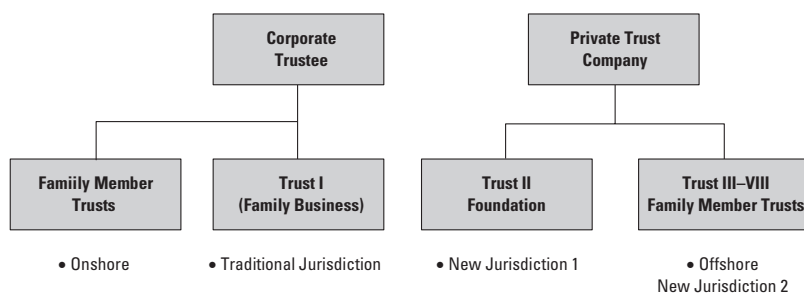 Corporate
Trustee
Private Trust
Company
Famiily Member
Trusts
Trust I
(Family Business)
Trust II
Foundation
Trust III–VIII
Family Member Trusts
• Onshore
• Traditional Jurisdiction
• New Jurisdiction 1
• Offshore
New Jurisdiction 2